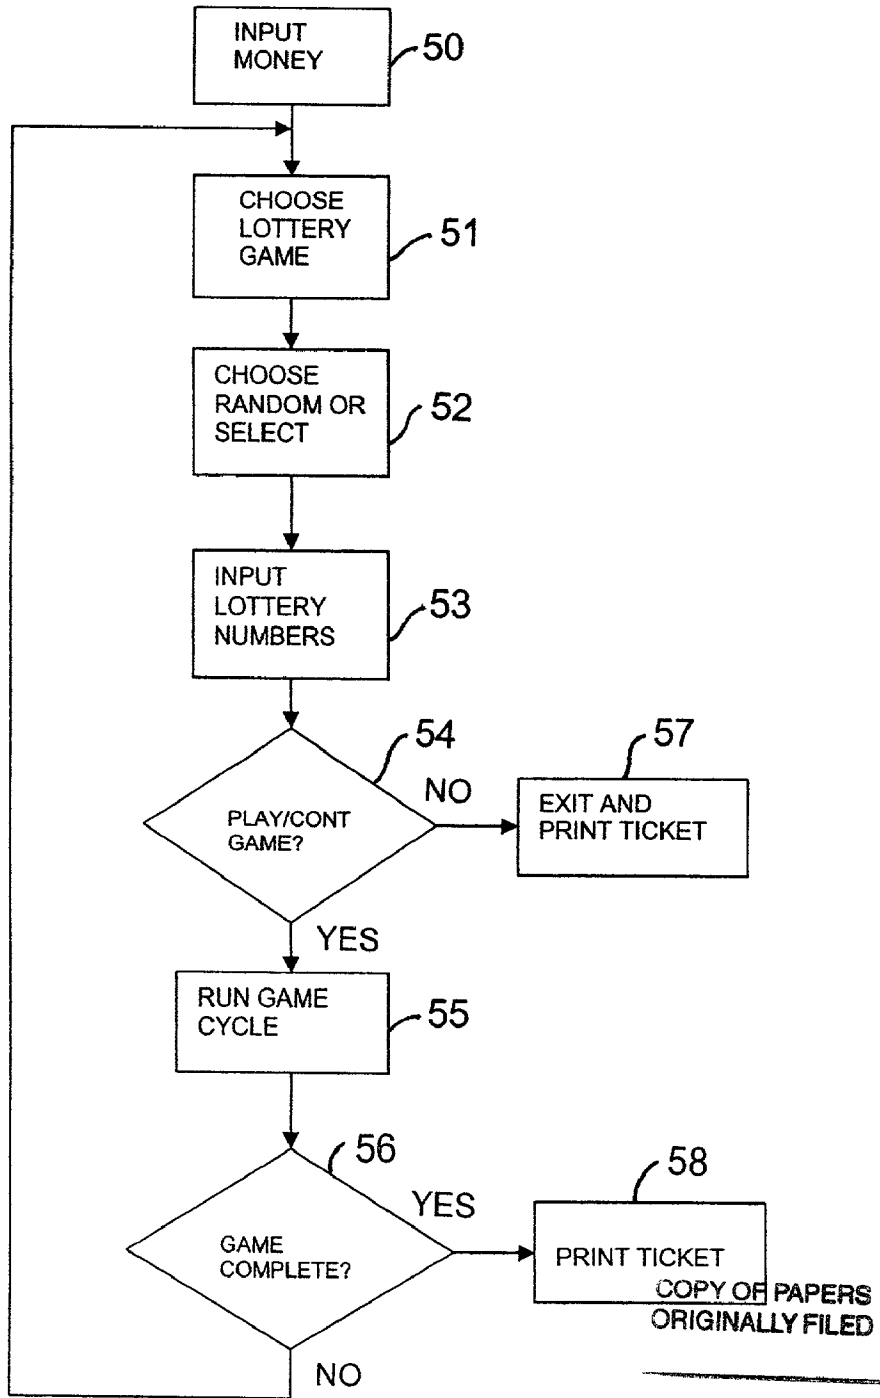 INPUT
MONEY
50
CHOOSE
LOTTERY
GAME
51
CHOOSE
RANDOM OR
SELECT
52
INPUT
LOTTERY
NUMBERS
53
54
PLAY/CONT
GAME?
NO
57
EXIT AND
PRINT TICKET
YES
RUN GAME
CYCLE
55
56
GAME
COMPLETE?
YES
58
PRINT TICKET
COPY OF PAPERS
ORIGINALLY FILED
NO